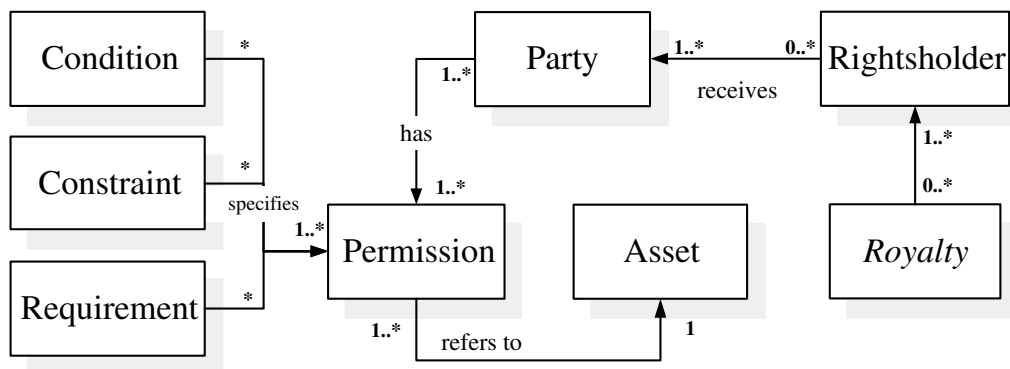 Condition
*
Constraint
*
Requirement
*
specifies
1..*
Permission
1..*
has
1..*
Party
1..*
0..*
receives
Rightsholder
1..*
0..*
Royalty
Asset
1..*
refers to
1